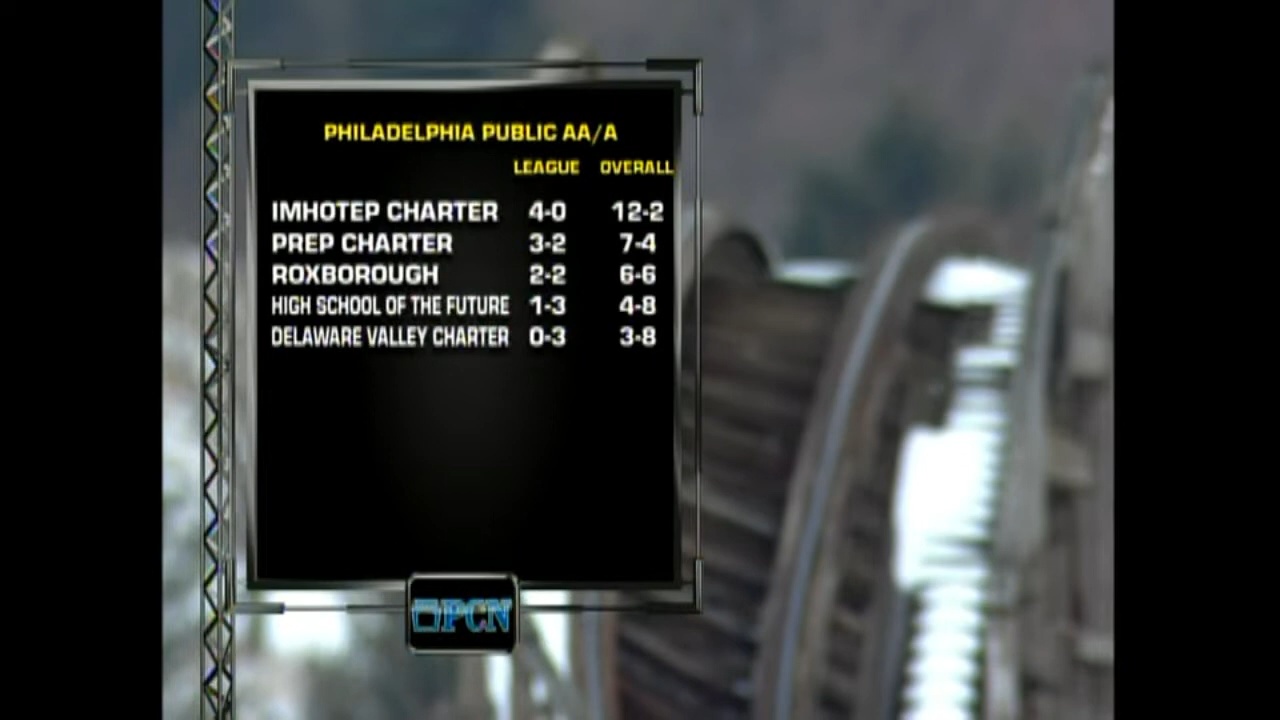 PHILADELPHIA PUBLIC AA/A
LEAGUE OVERALL
IMHOTEP CHARTER 4-0 12-2
PREP CHARTER 3-2 7-4
ROXBOROUGH 2-2 6-6
HIGH SCHOOL OF THE FUTURE 1-3 4-8
DELAWARE VALLEY CHARTER 0-3 3-8
PCN